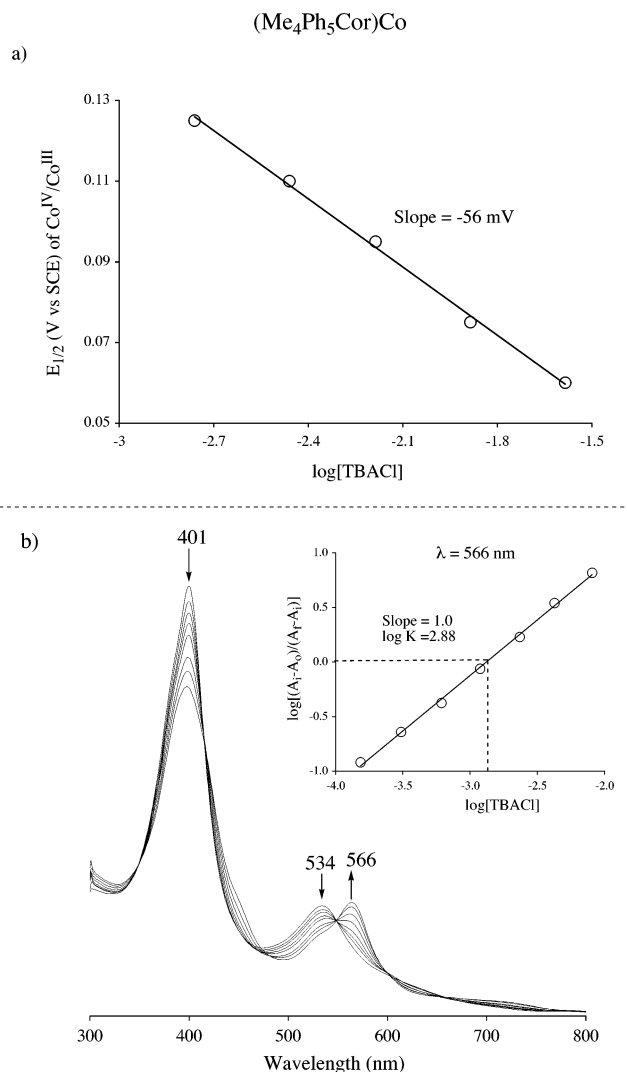 (Me₄Ph₅Cor)Co
a)
0.13
0.11
0.09
0.07
0.05
E₁/₂ (V vs SCE) of Coᴵⱽ/Coᴵᴵᴵ
Slope = -56 mV
-3 -2.7 -2.4 -2.1 -1.8 -1.5
log[TBACl]
b)
401
534 566
300 400 500 600 700 800
Wavelength (nm)
λ = 566 nm
1.0
0.5
0.0
-0.5
-1.0
log[(Aᵢ-Aₒ)/(A_f-Aᵢ)]
Slope = 1.0
log K =2.88
-4.0 -3.5 -3.0 -2.5 -2.0
log[TBACl]